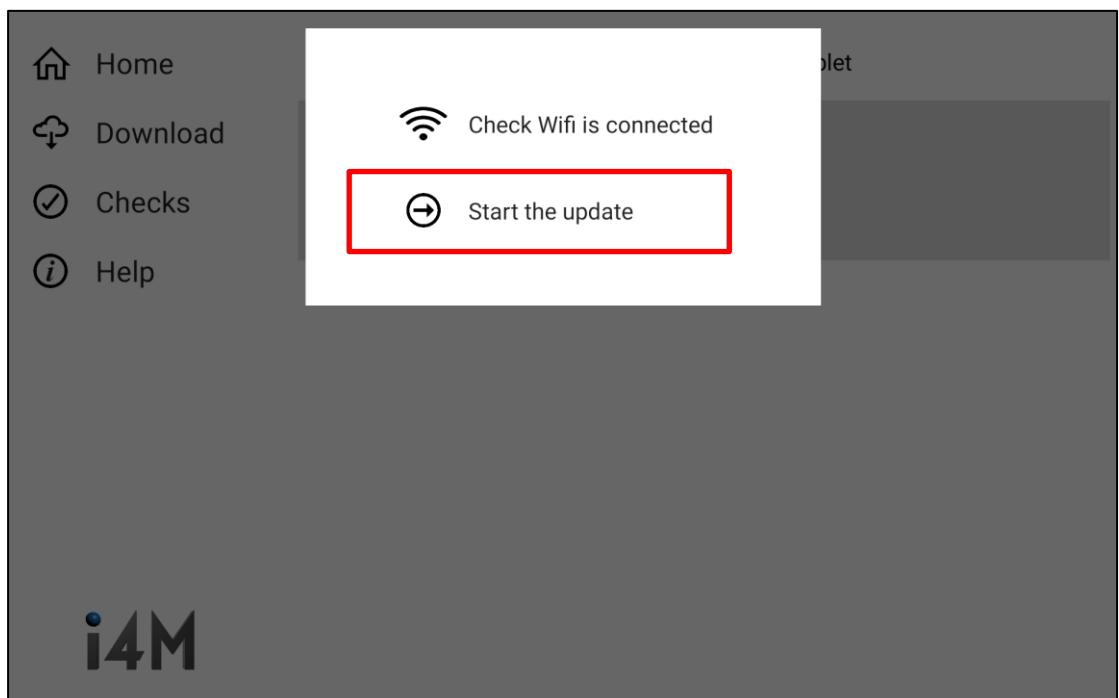 Home
Download
Checks
Help
Check Wifi is connected
Start the update
i4M